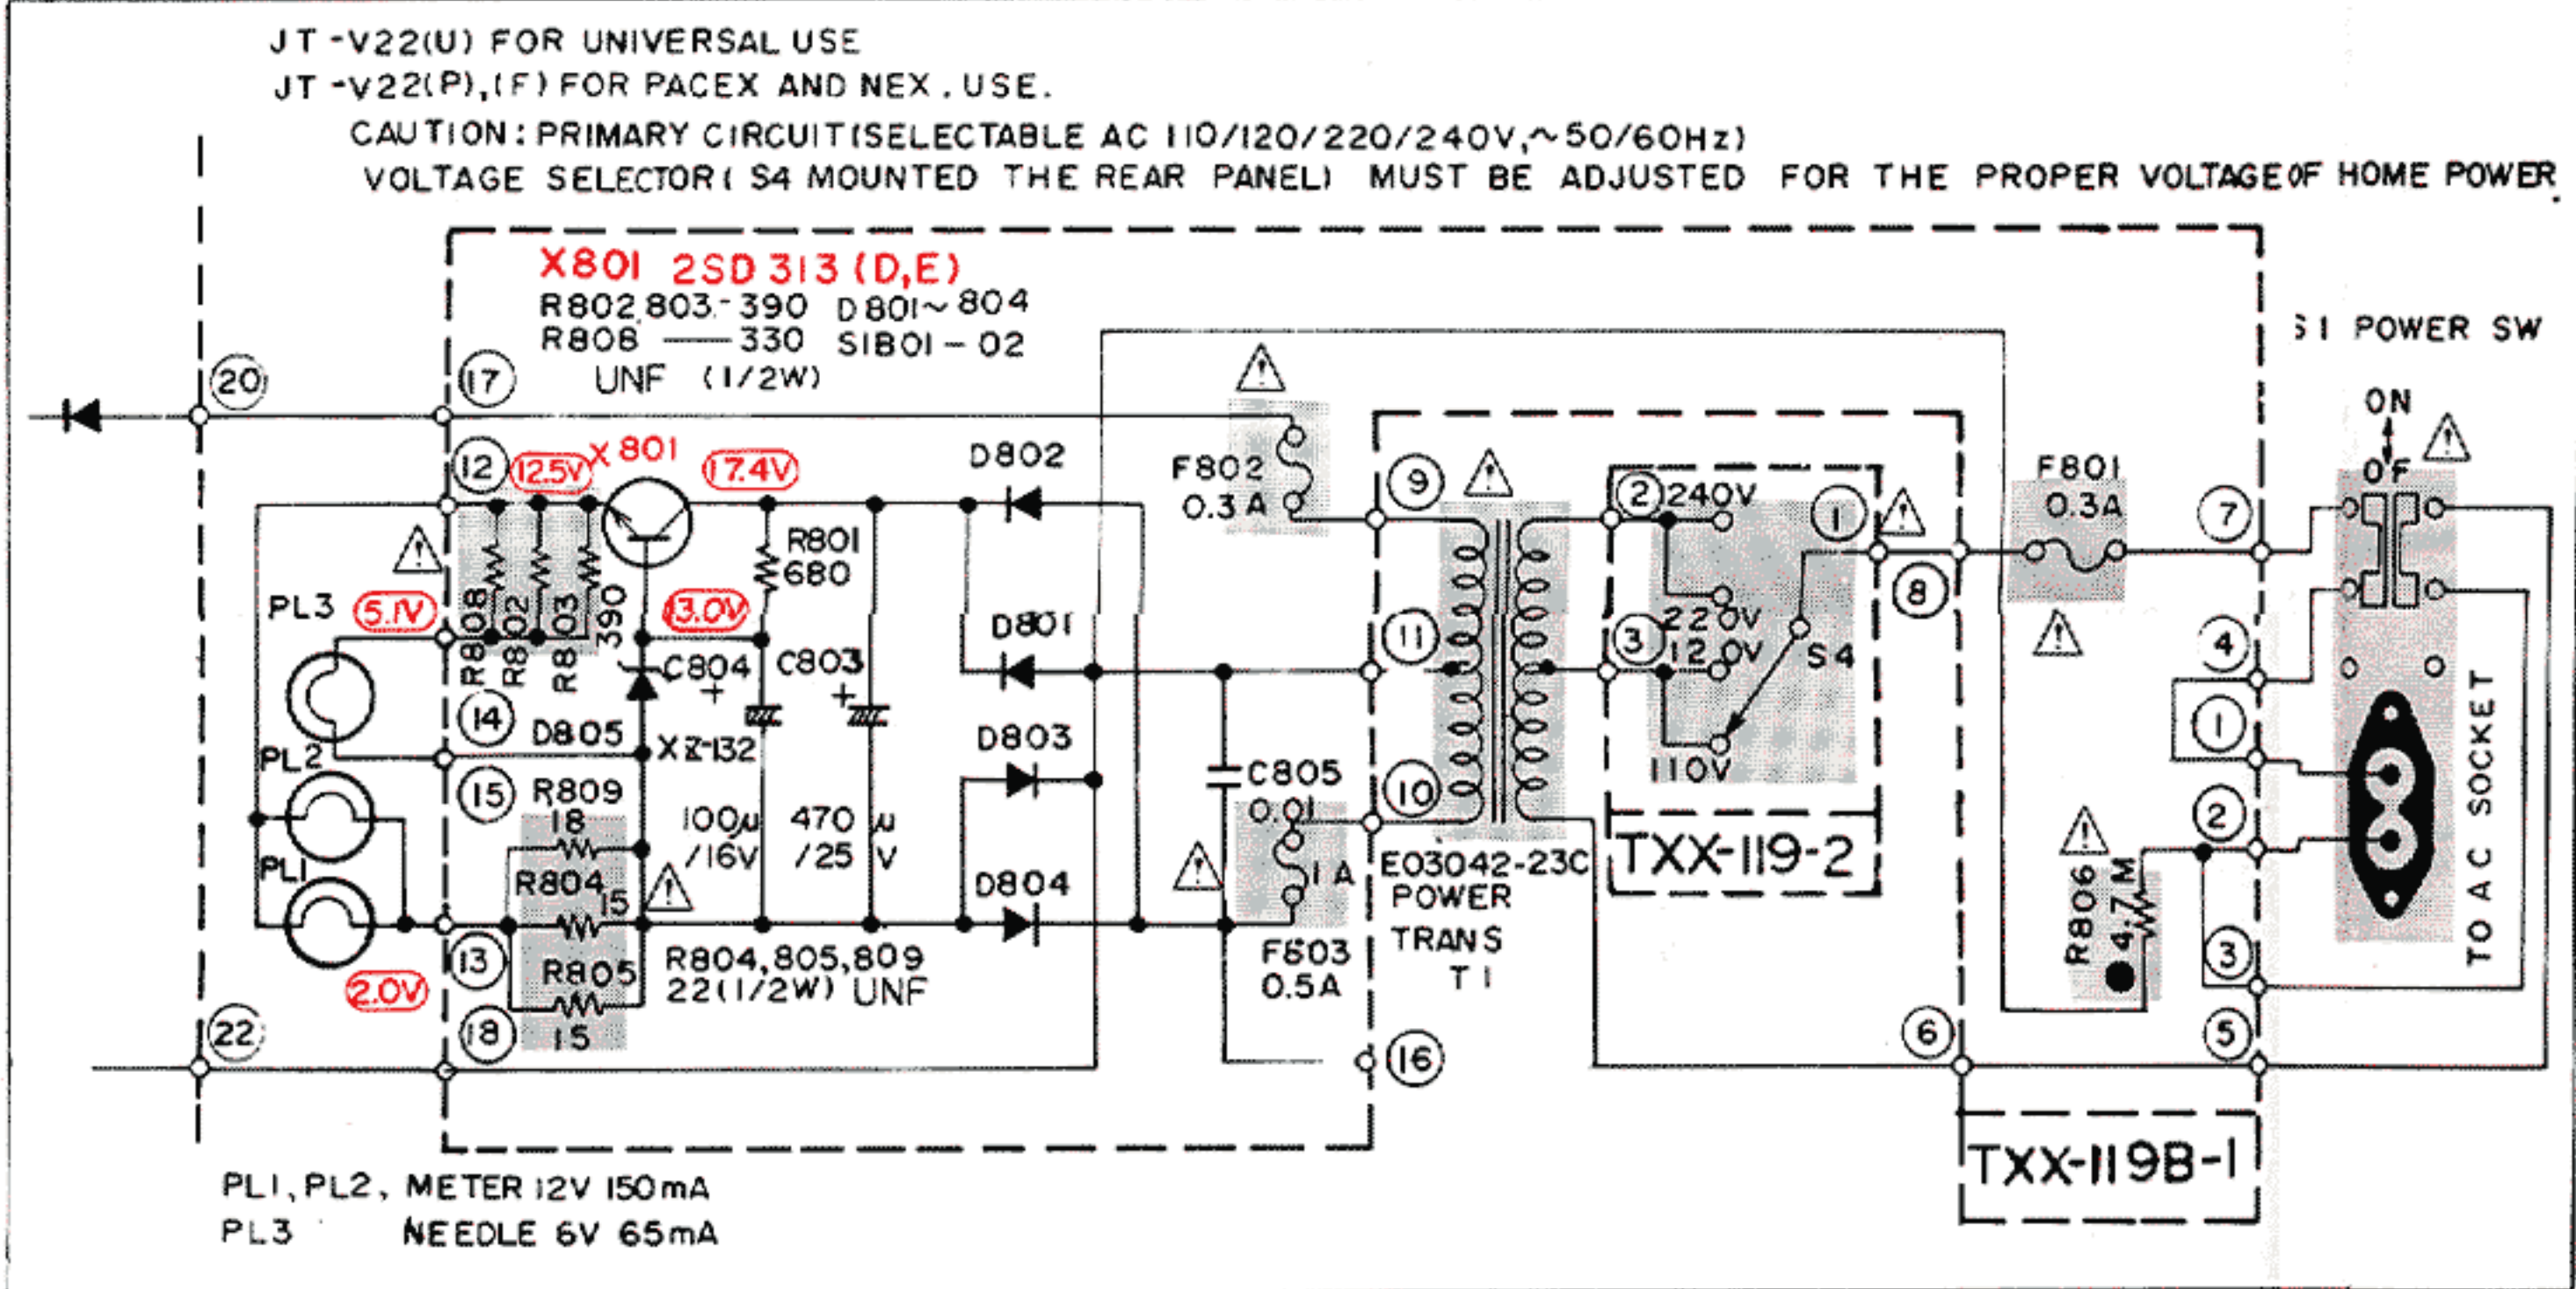 JT-V22(U) FOR UNIVERSAL USE
JT-V22(P),(F) FOR PACEX AND NEX. USE.
CAUTION: PRIMARY CIRCUIT(SELECTABLE AC 110/120/220/240V,~50/60Hz)
VOLTAGE SELECTOR( S4 MOUNTED THE REAR PANEL) MUST BE ADJUSTED FOR THE PROPER VOLTAGE OF HOME POWER.
X801 2SD313 (D,E)
R802,803-390 D801~804
R808 — 330 S1B01-02
UNF (1/2W)
S1 POWER SW
ON
OF
20
17
12
12.5V
X801
17.4V
D802
F802
0.3A
9
2
240V
1
F801
0.3A
7
R801
680
PL3
5.1V
R808
R802
R803
390
13.0V
D801
11
3
220V
120V
S4
8
4
C804
+
C803
+
14
D805
XZ-132
D803
C805
0.01
10
110V
1
PL2
15
R809
18
100μ
/16V
470μ
/25V
2
TXX-119-2
PL1
R804
15
D804
1A
E03042-23C
POWER
TRANS
T1
R806
4.7M
TO AC SOCKET
13
R805
15
R804,805,809
22(1/2W) UNF
F803
0.5A
3
2.0V
22
18
16
6
5
TXX-119B-1
PL1,PL2, METER 12V 150mA
PL3 NEEDLE 6V 65mA